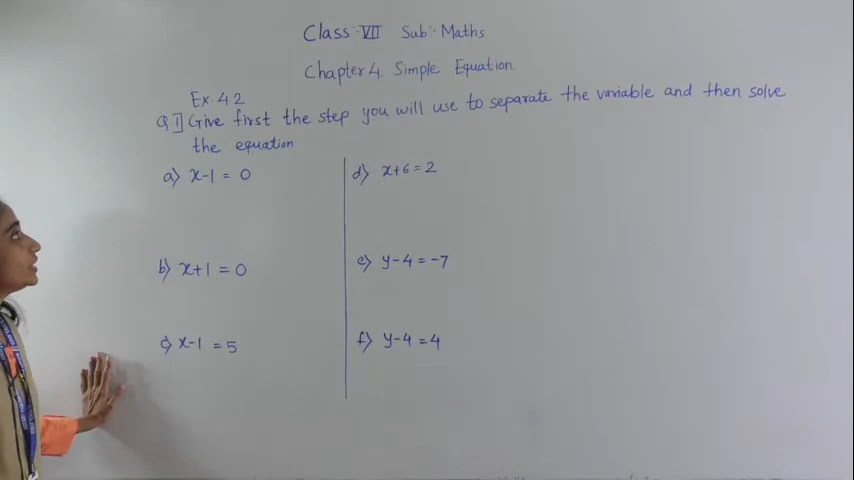 Class:-VII Sub:-Maths
Chapter 4. Simple Equation
Ex. 4.2
Q 1] Give first the step you will use to separate the variable and then solve
the equation
a) x-1 = 0
b) x+1 = 0
c) x-1 = 5
d) x+6 = 2
e) y-4 = -7
f) y-4 = 4